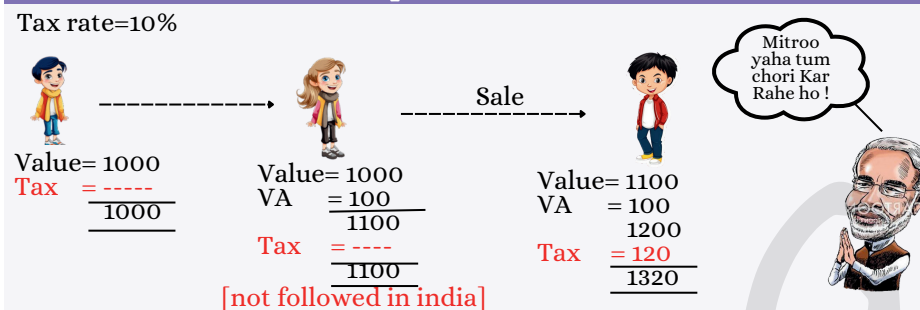 Tax rate=10%
Mitroo
yaha tum
chori Kar
Rahe ho !
Sale
Value= 1000
Tax = -----
1000
Value= 1000
VA = 100
1100
Tax = ----
1100
[not followed in india]
Value= 1100
VA = 100
1200
Tax = 120
1320